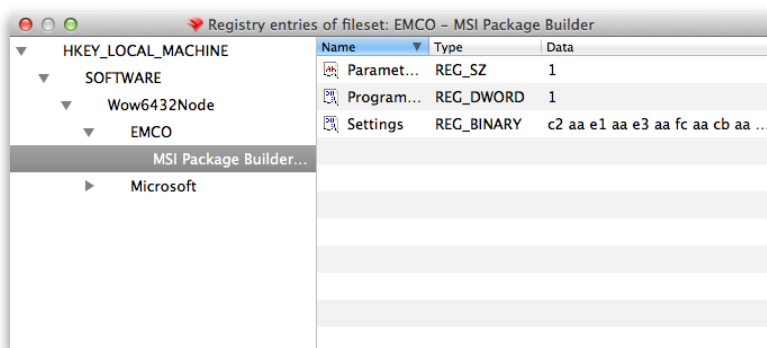 Registry entries of fileset: EMCO – MSI Package Builder
HKEY_LOCAL_MACHINE
SOFTWARE
Wow6432Node
EMCO
MSI Package Builder...
Microsoft
Name Type Data
Paramet... REG_SZ 1
Program... REG_DWORD 1
Settings REG_BINARY c2 aa e1 aa e3 aa fc aa cb aa ...